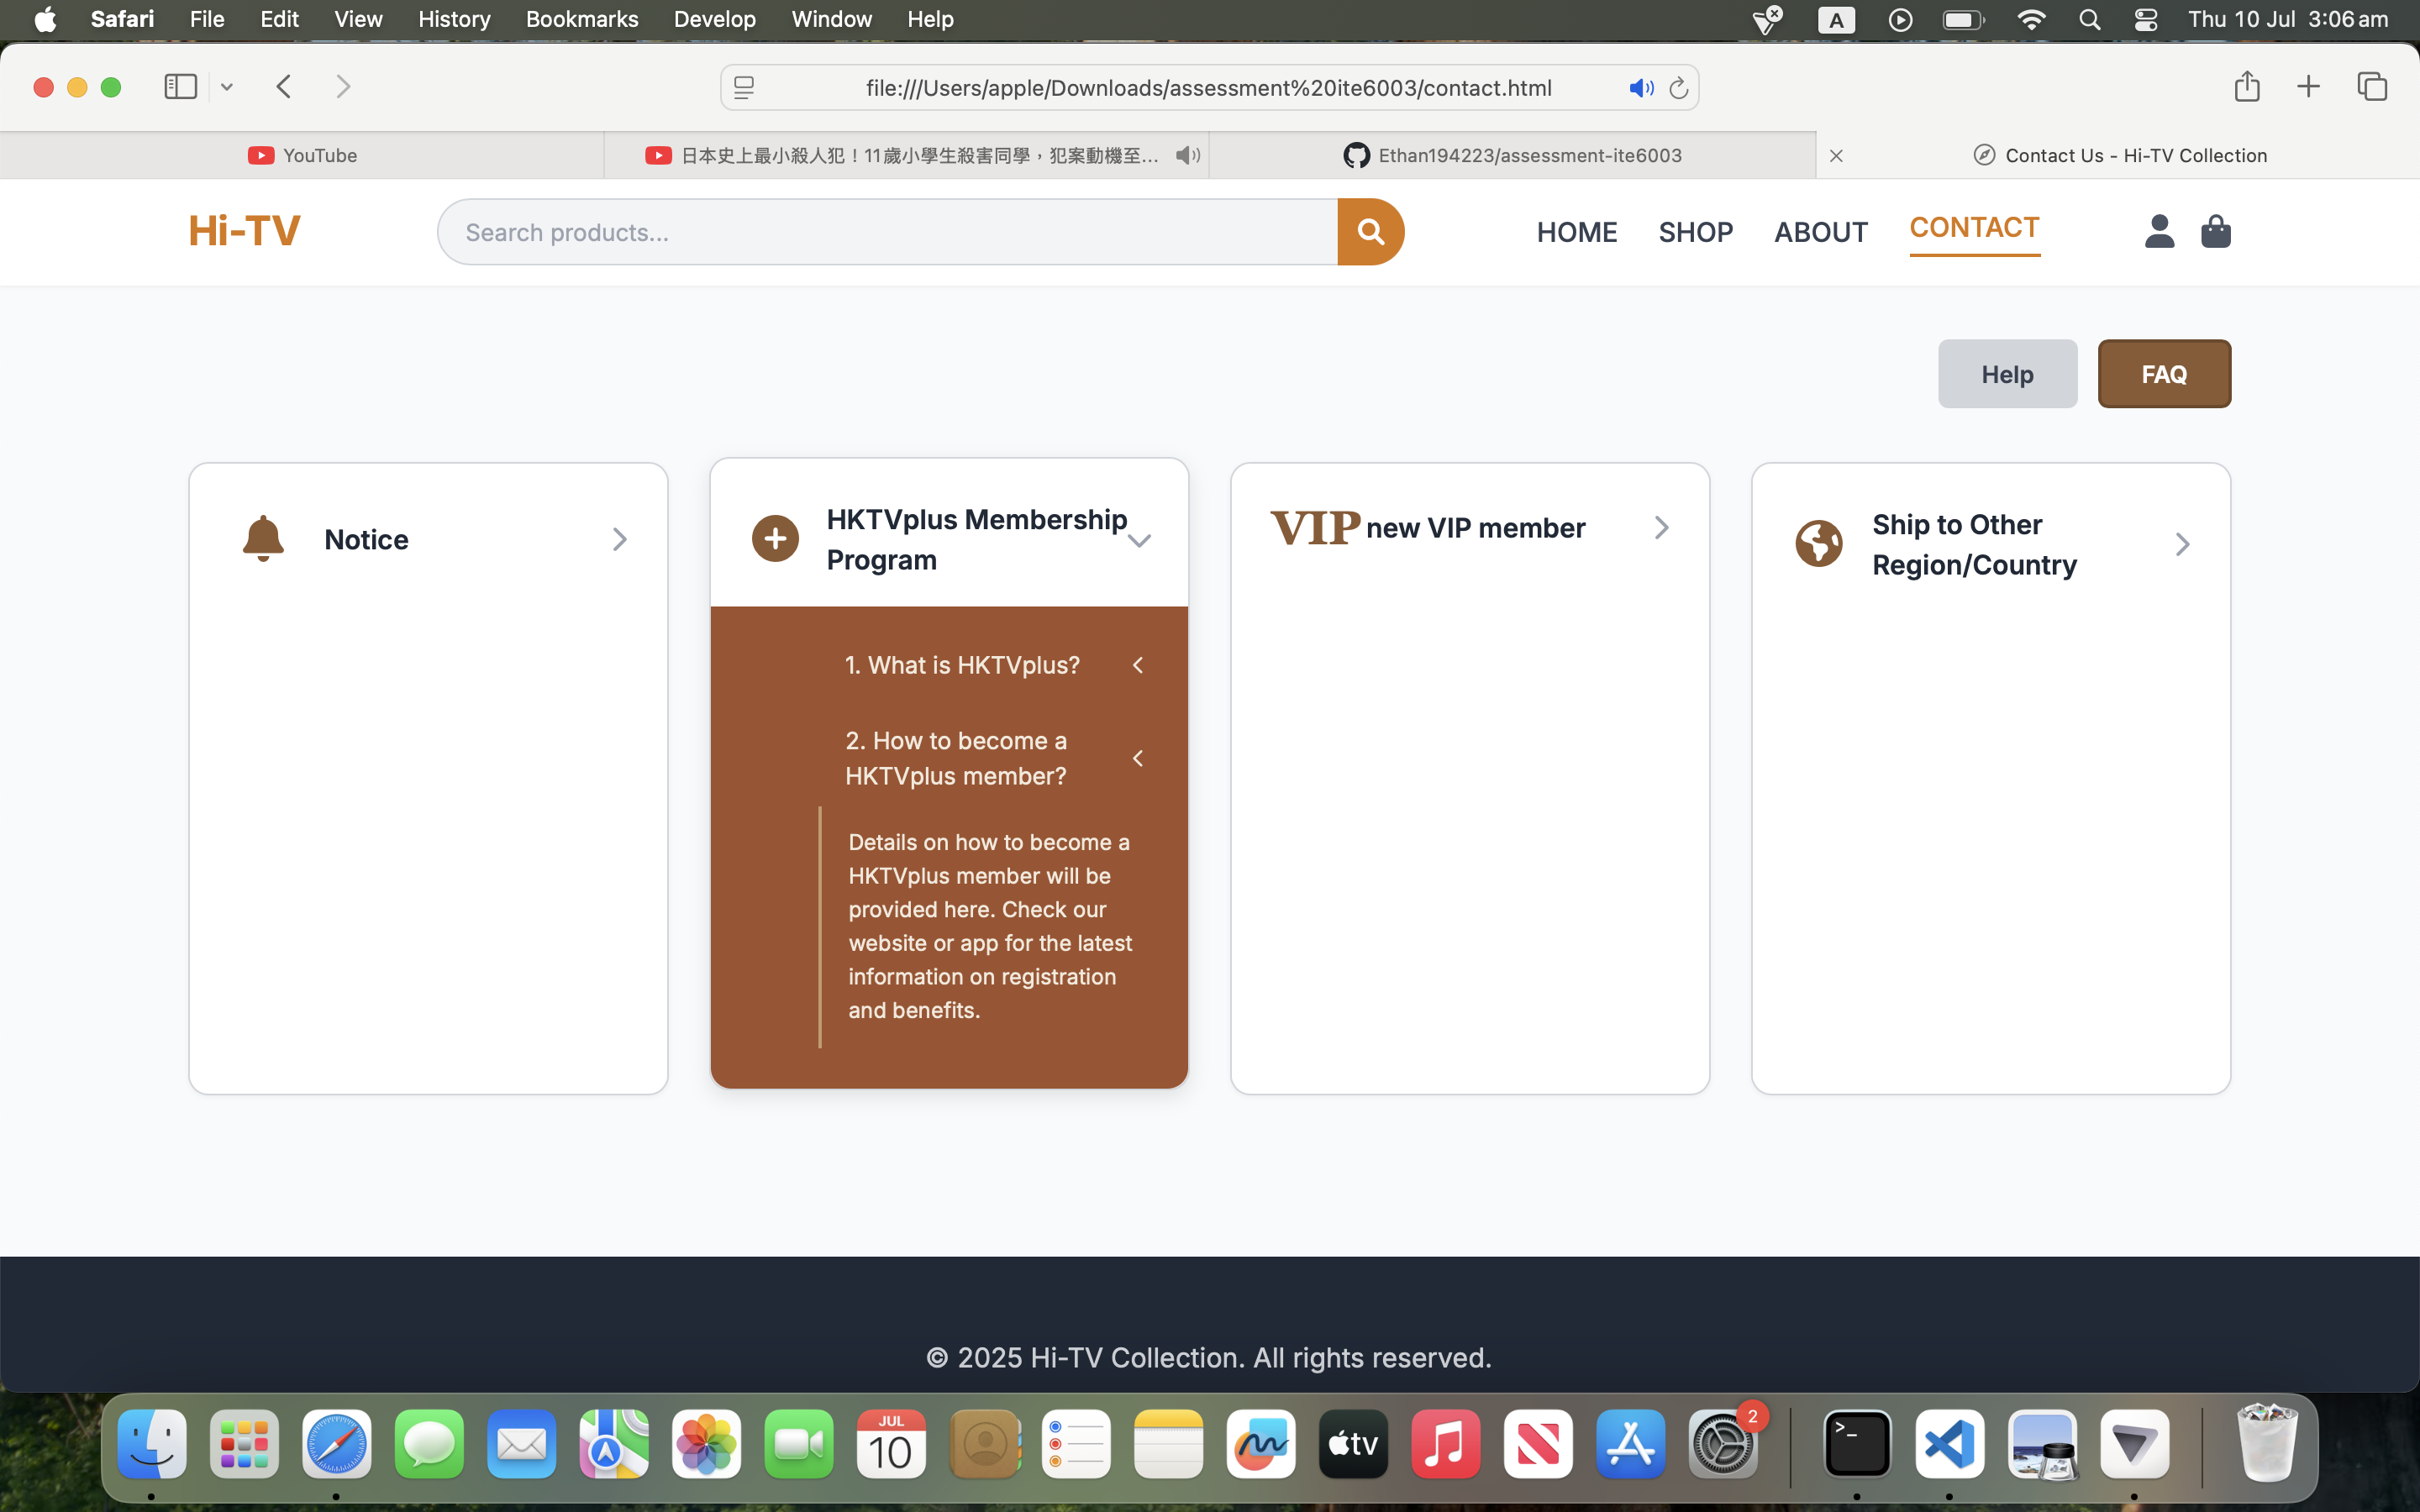 Safari File Edit View History Bookmarks Develop Window Help A Thu 10 Jul 3:06 am
file:///Users/apple/Downloads/assessment%20ite6003/contact.html
YouTube
日本史上最小殺人犯！11歲小學生殺害同學，犯案動機至...
Ethan194223/assessment-ite6003
Contact Us - Hi-TV Collection
Hi-TV
Search products...
HOME SHOP ABOUT CONTACT
Help FAQ
Notice
HKTVplus Membership
Program
1. What is HKTVplus?
2. How to become a
HKTVplus member?
Details on how to become a
HKTVplus member will be
provided here. Check our
website or app for the latest
information on registration
and benefits.
VIP new VIP member
Ship to Other
Region/Country
© 2025 Hi-TV Collection. All rights reserved.
JUL
10
tv
2
>_